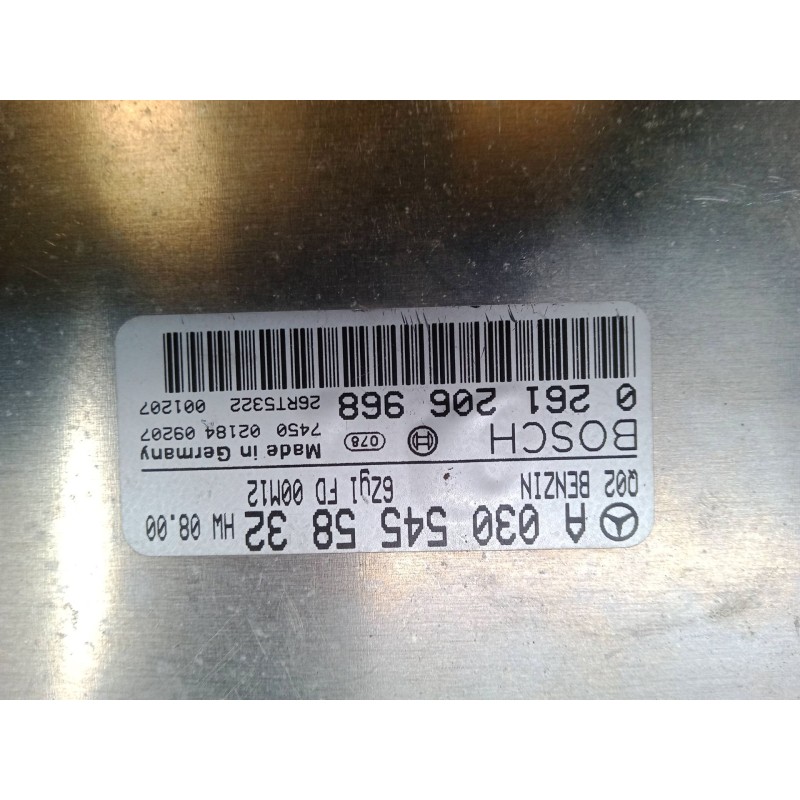 A 030 545 58 32 HW 08.00
Q02 BENZIN 6Zyl FD 00M12
BOSCH 078 Made in Germany
7450 02184 09207
0 261 206 968 26RT5322 001207